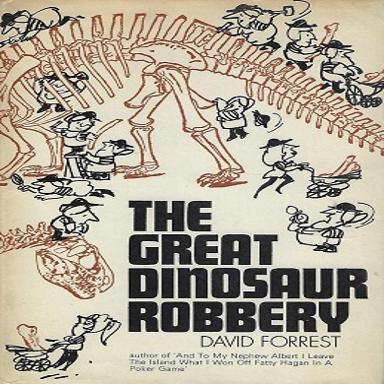 THE
GREAT
DINOSAUR
ROBBERY
DAVID FORREST
author of 'And To My Nephew Albert I Leave
The Island What I Won Off Fatty Hagan In A
Poker Game'